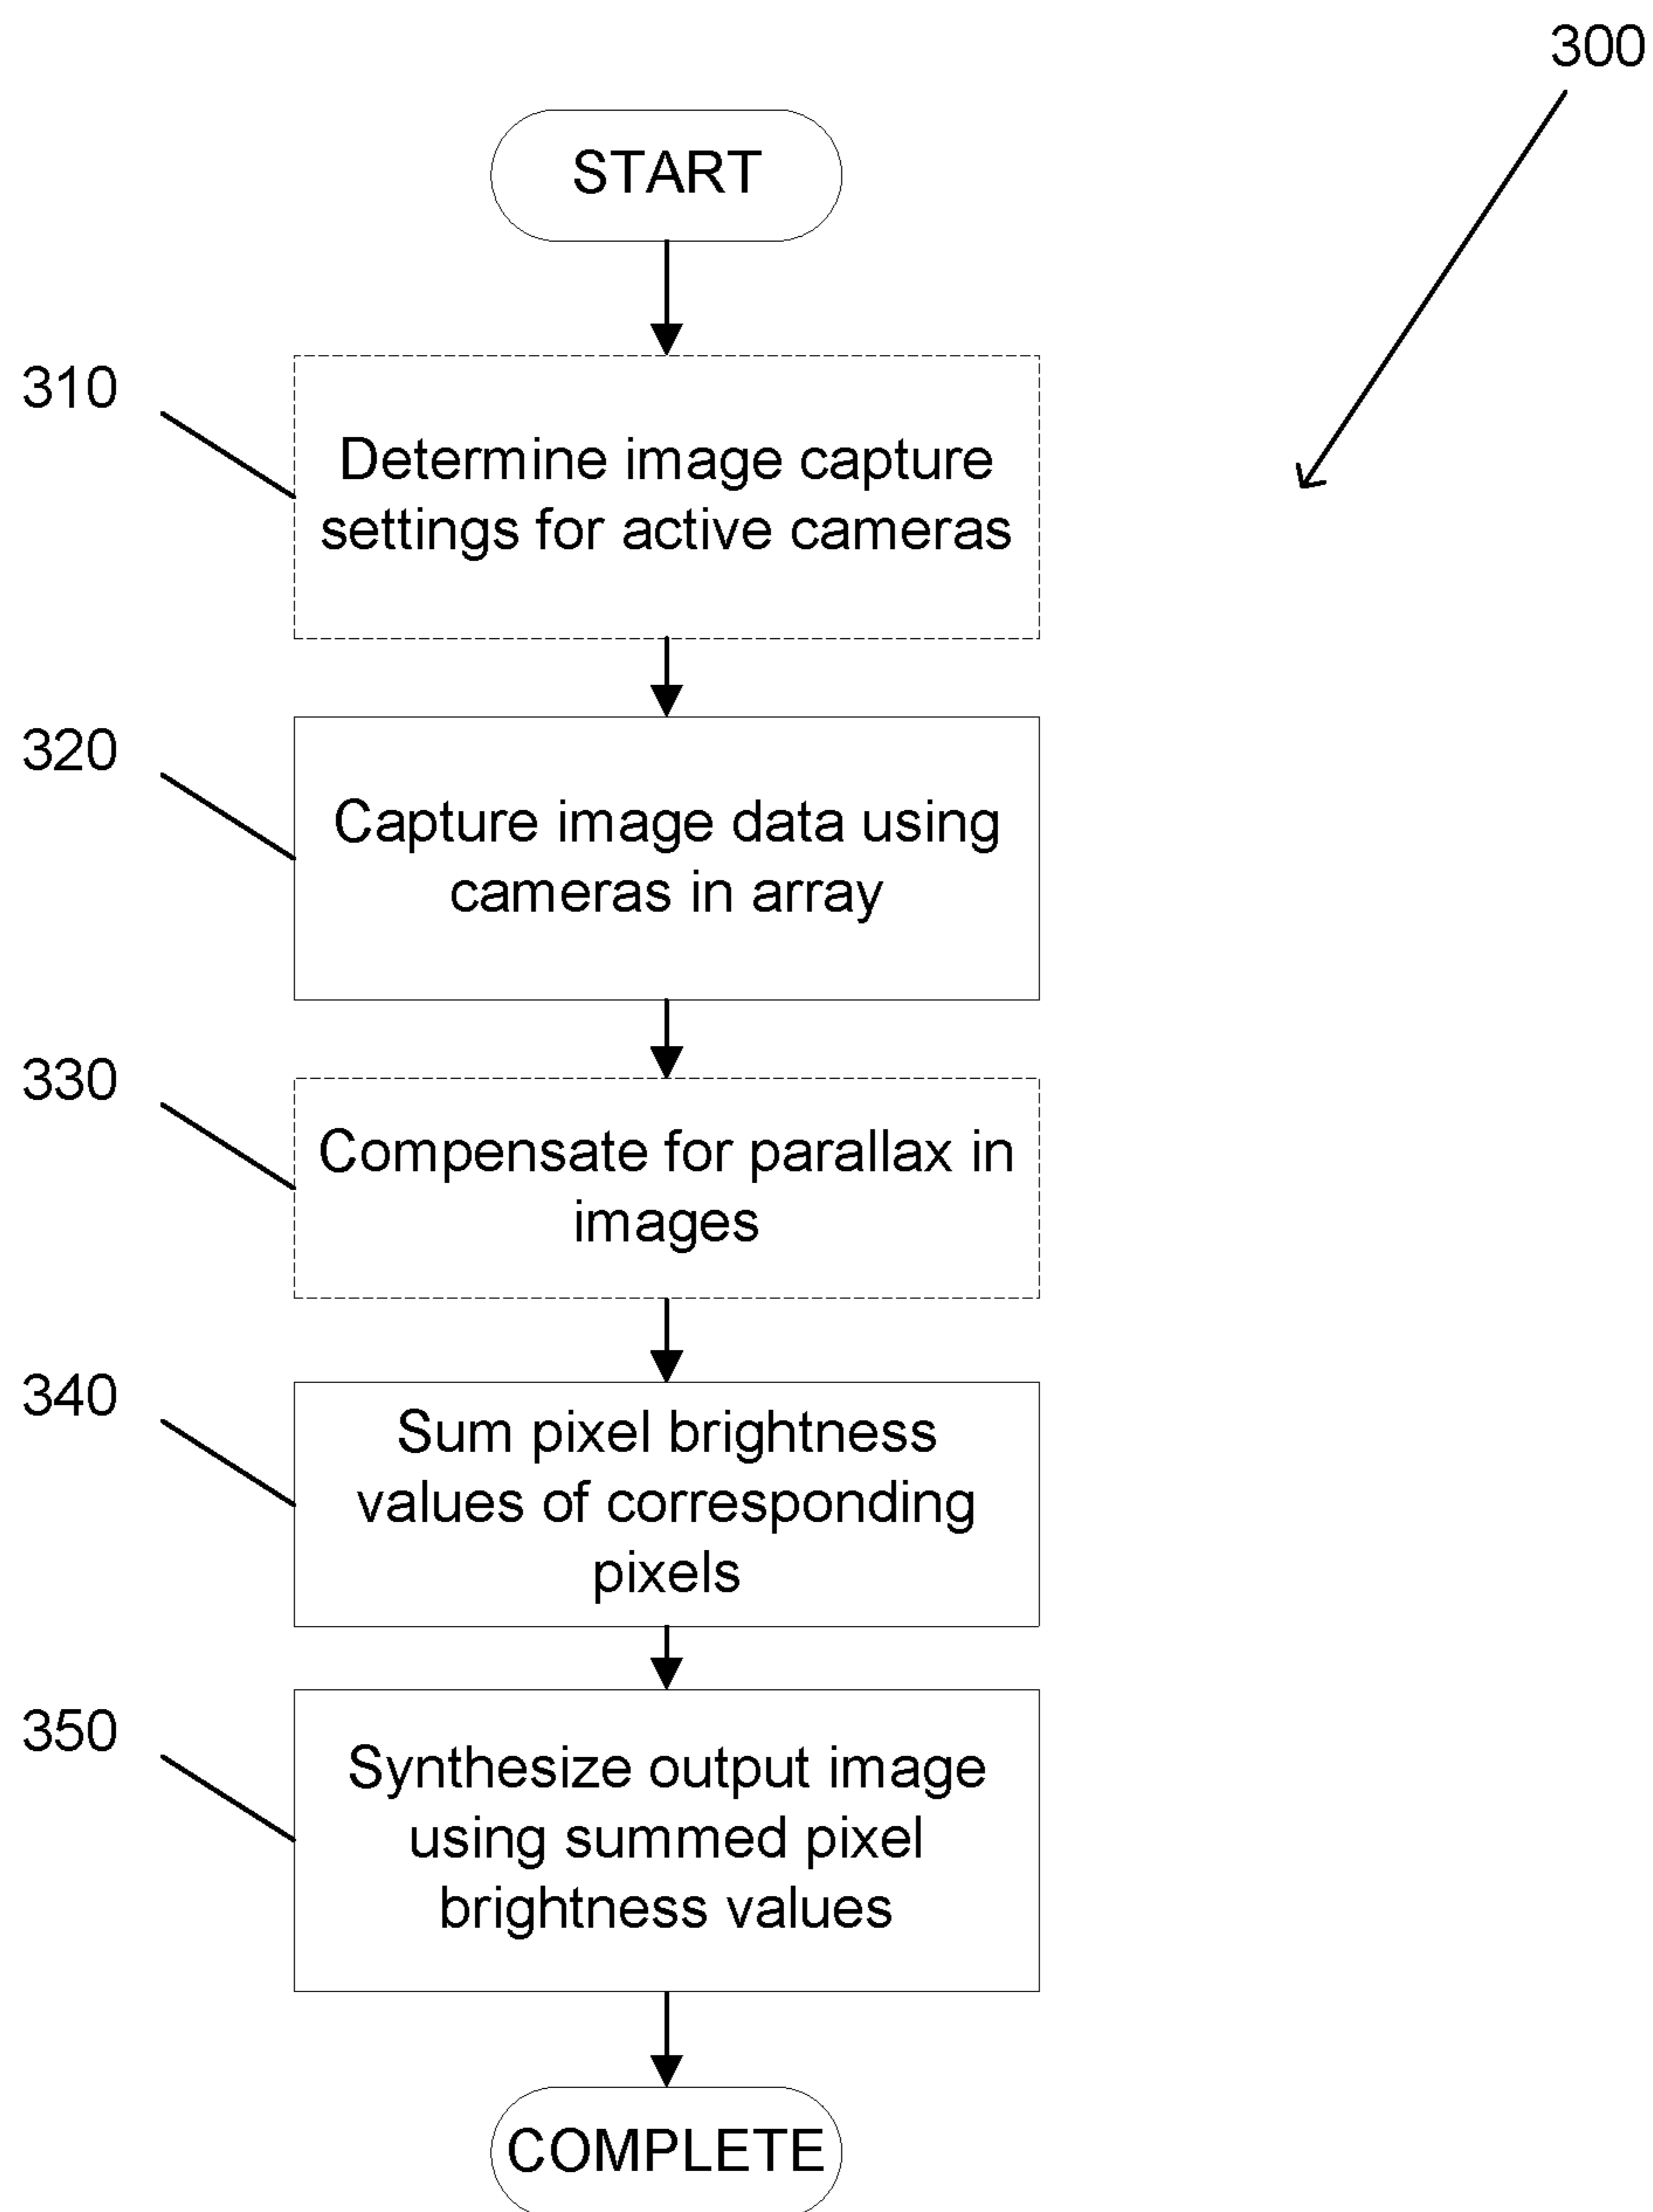 300
START
310
Determine image capture
settings for active cameras
320
Capture image data using
cameras in array
330
Compensate for parallax in
images
340
Sum pixel brightness
values of corresponding
pixels
350
Synthesize output image
using summed pixel
brightness values
COMPLETE